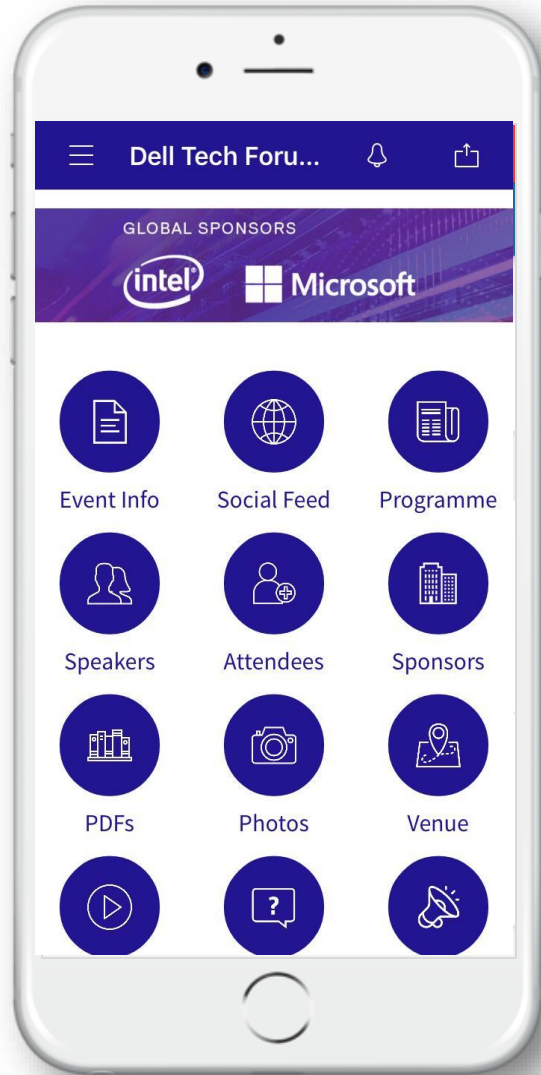 Dell Tech Foru...
GLOBAL SPONSORS
intel Microsoft
Event Info Social Feed Programme
Speakers Attendees Sponsors
PDFs Photos Venue
?